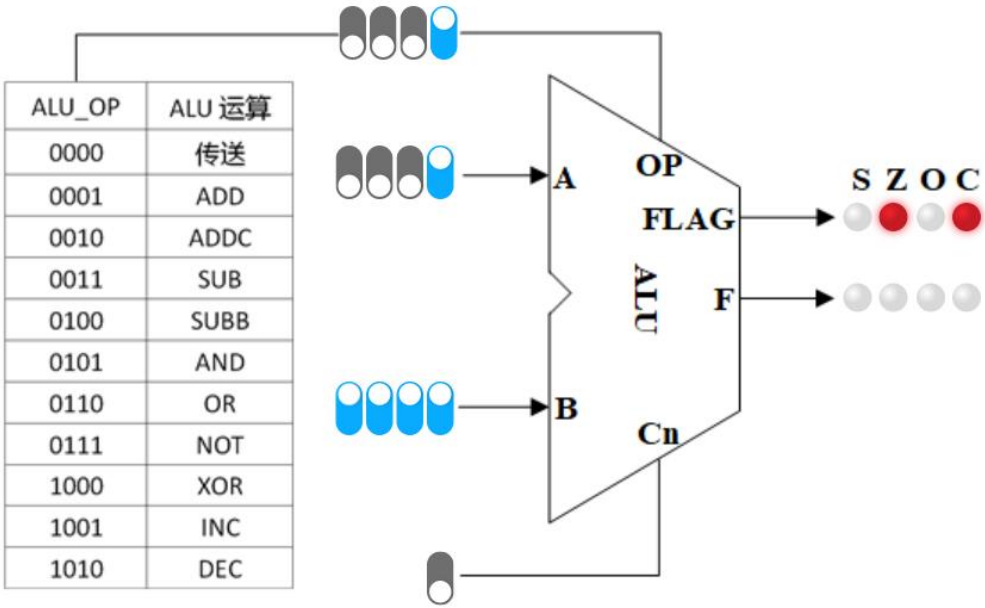 ALU_OP ALU 运算
0000 传送
0001 ADD
0010 ADDC
0011 SUB
0100 SUBB
0101 AND
0110 OR
0111 NOT
1000 XOR
1001 INC
1010 DEC
OP
A
S Z O C
FLAG
ALU
F
B
Cn